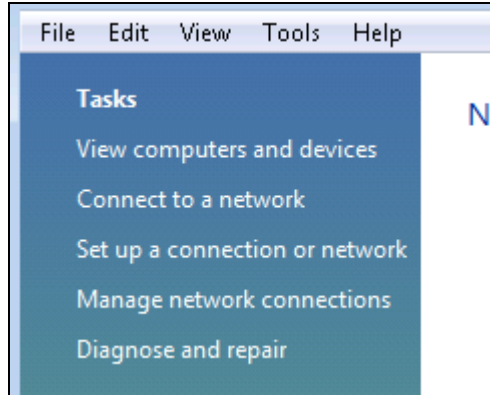 File Edit View Tools Help
Tasks
N
View computers and devices
Connect to a network
Set up a connection or network
Manage network connections
Diagnose and repair